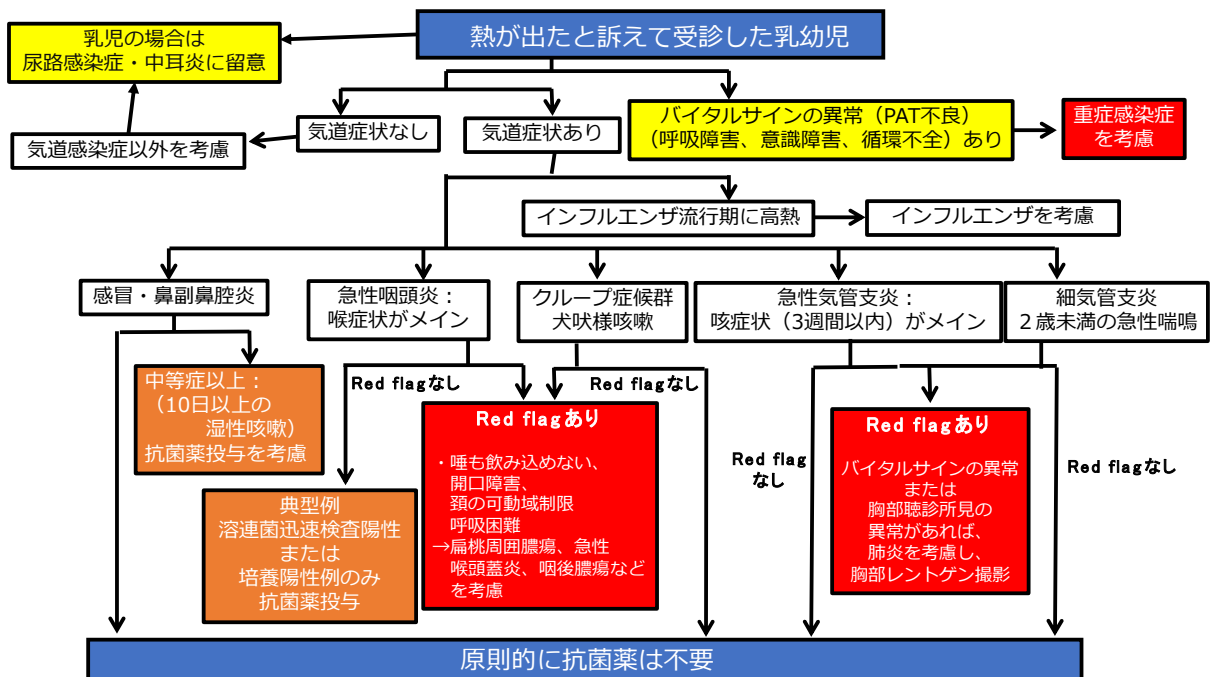 熱が出たと訴えて受診した乳幼児
乳児の場合は
尿路感染症・中耳炎に留意
気道症状なし
気道症状あり
バイタルサインの異常（PAT不良）
（呼吸障害、意識障害、循環不全）あり
重症感染症
を考慮
気道感染症以外を考慮
インフルエンザ流行期に高熱
インフルエンザを考慮
感冒・鼻副鼻腔炎
急性咽頭炎：
喉症状がメイン
クループ症候群
犬吠様咳嗽
急性気管支炎：
咳症状（3週間以内）がメイン
細気管支炎
２歳未満の急性喘鳴
中等症以上：
（10日以上の
湿性咳嗽）
抗菌薬投与を考慮
Red flagなし
典型例
溶連菌迅速検査陽性
または
培養陽性例のみ
抗菌薬投与
Red flagあり
・唾も飲み込めない、
開口障害、
頚の可動域制限
呼吸困難
→扁桃周囲膿瘍、急性
喉頭蓋炎、咽後膿瘍など
を考慮
Red flagなし
Red flag
なし
Red flagあり
バイタルサインの異常
または
胸部聴診所見の
異常があれば、
肺炎を考慮し、
胸部レントゲン撮影
Red flagなし
原則的に抗菌薬は不要